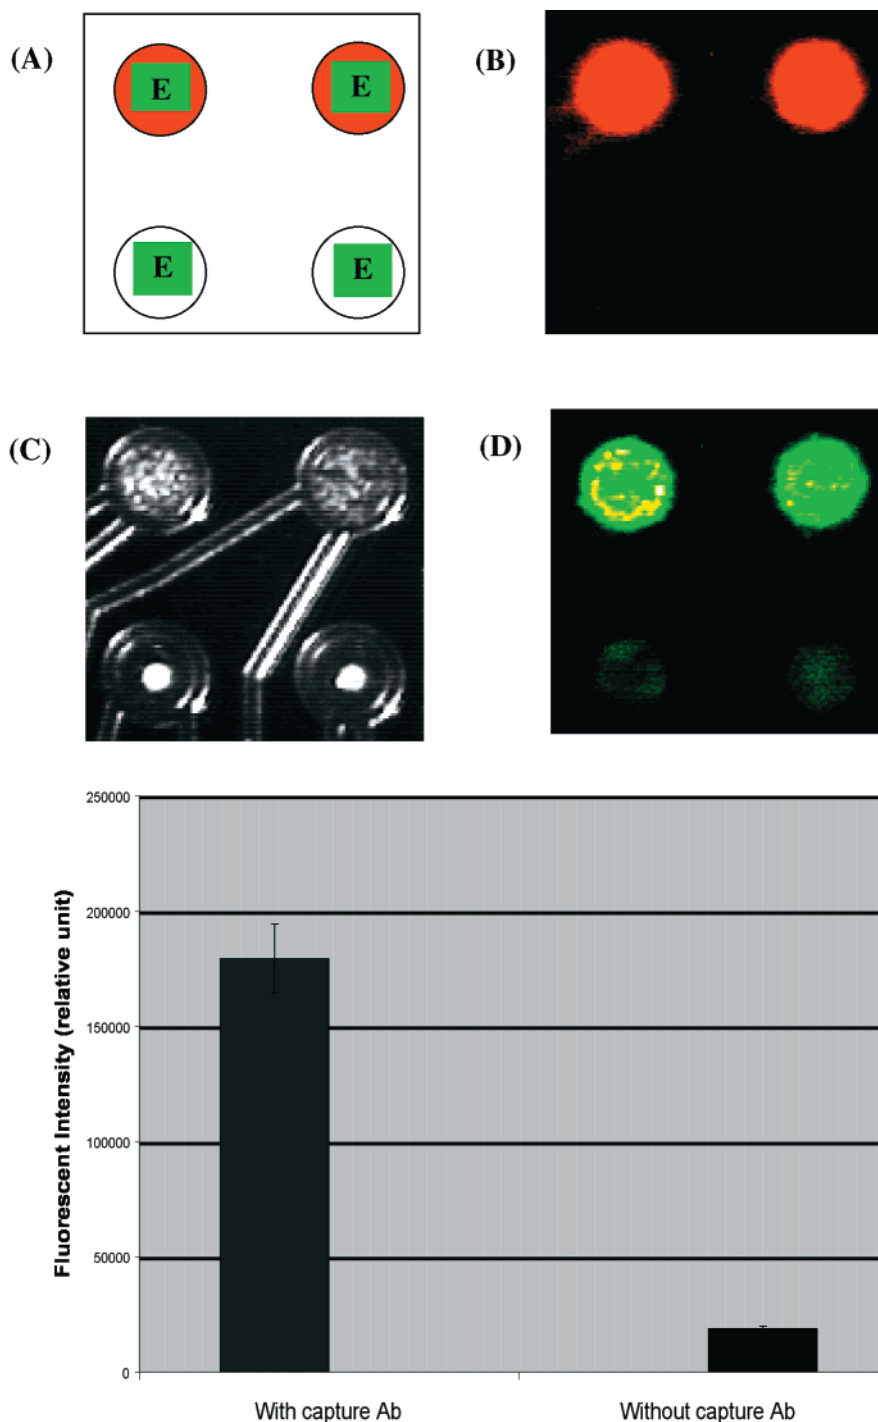 (A)
E E
E E
(B)
(C)
(D)
Fluorescent Intensity (relative unit)
250000
200000
150000
100000
50000
0
With capture Ab Without capture Ab